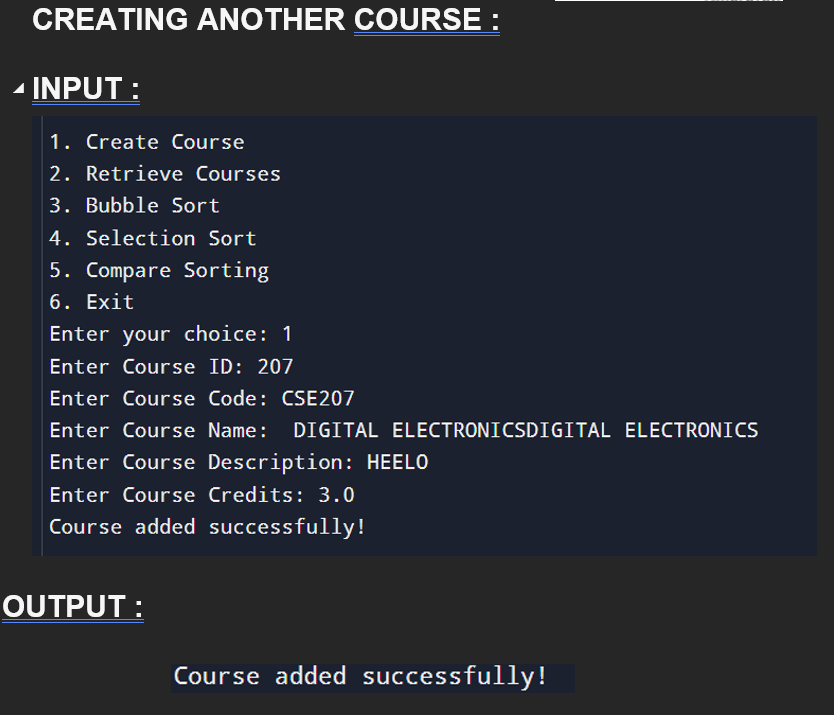 CREATING ANOTHER COURSE :
INPUT :
1. Create Course
2. Retrieve Courses
3. Bubble Sort
4. Selection Sort
5. Compare Sorting
6. Exit
Enter your choice: 1
Enter Course ID: 207
Enter Course Code: CSE207
Enter Course Name:  DIGITAL ELECTRONICSDIGITAL ELECTRONICS
Enter Course Description: HEELO
Enter Course Credits: 3.0
Course added successfully!
OUTPUT :
Course added successfully!